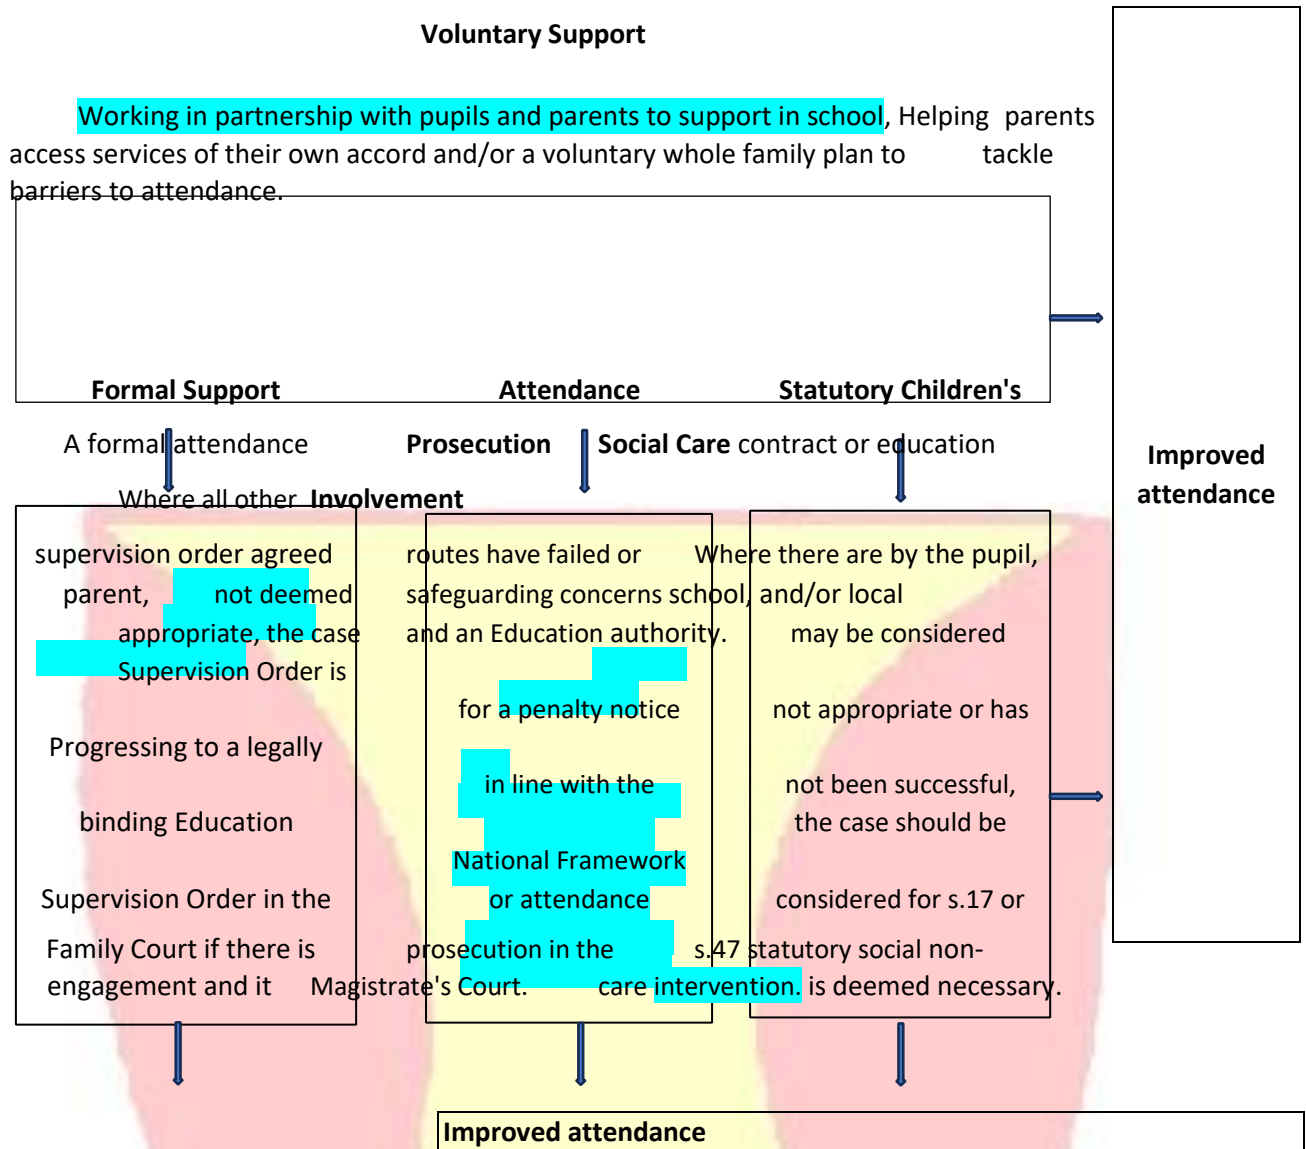 Voluntary Support
Working in partnership with pupils and parents to support in school, Helping parents
access services of their own accord and/or a voluntary whole family plan to tackle
barriers to attendance.
Formal Support Attendance Statutory Children's
A formal attendance Prosecution Social Care contract or education
Where all other Involvement
supervision order agreed routes have failed or Where there are by the pupil,
parent, not deemed safeguarding concerns school, and/or local
appropriate, the case and an Education authority. may be considered
Supervision Order is
for a penalty notice not appropriate or has
Progressing to a legally
in line with the not been successful,
binding Education the case should be
National Framework
Supervision Order in the or attendance considered for s.17 or
Family Court if there is prosecution in the s.47 statutory social non-
engagement and it Magistrate's Court. care intervention. is deemed necessary.
Improved
attendance
Improved attendance